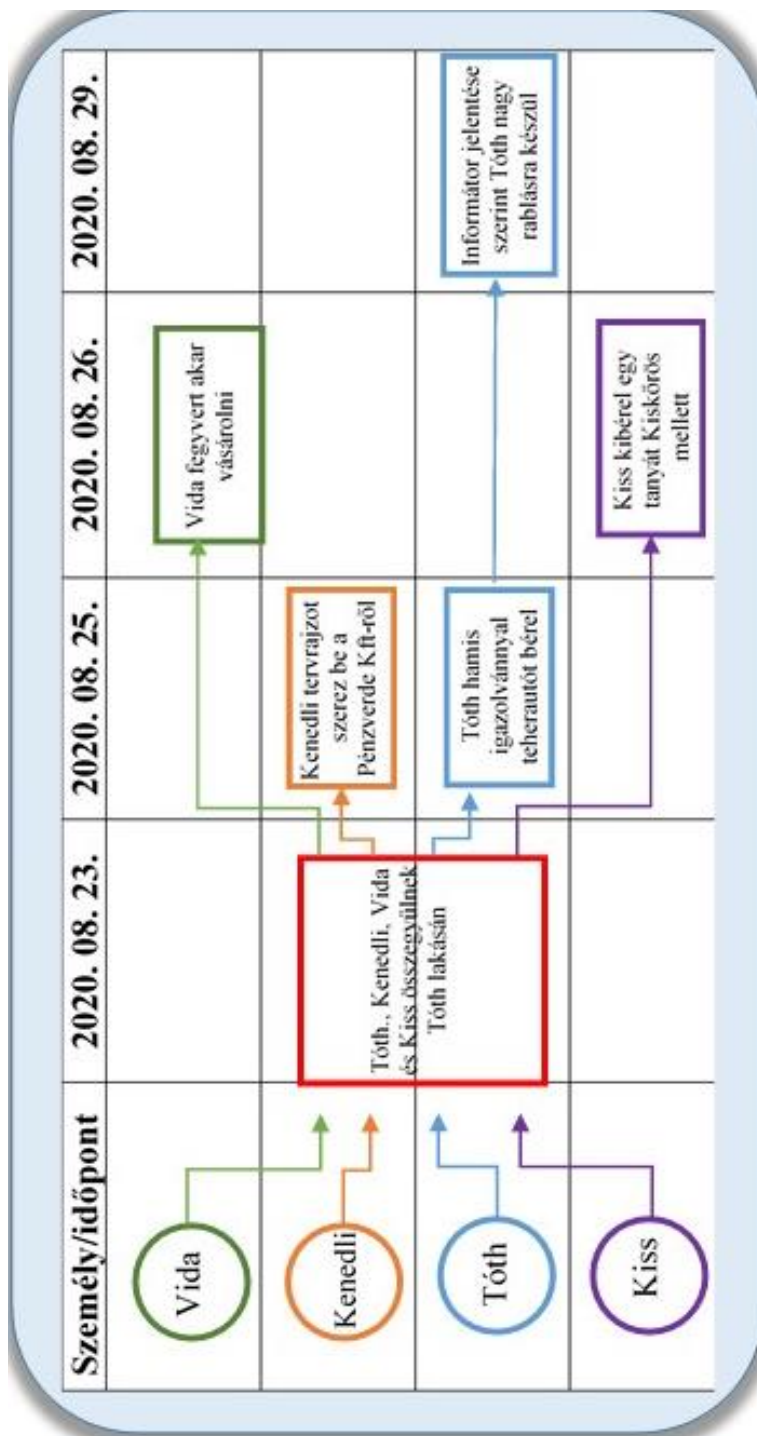 Személy/időpont
2020. 08. 23.
2020. 08. 25.
2020. 08. 26.
2020. 08. 29.
Vida
Vida fegyvert akar
vásárolni
Kenedli
Kenedli tervrajzot
szerez be a
Pénzverde Kft-ről
Tóth., Kenedli, Vida
és Kiss összegyűlnek
Tóth lakásán
Tóth
Tóth hamis
igazolvánnyal
teherautót bérel
Informátor jelentése
szerint Tóth nagy
rablásra készül
Kiss
Kiss kibérel egy
tanyát Kiskőrös
mellett